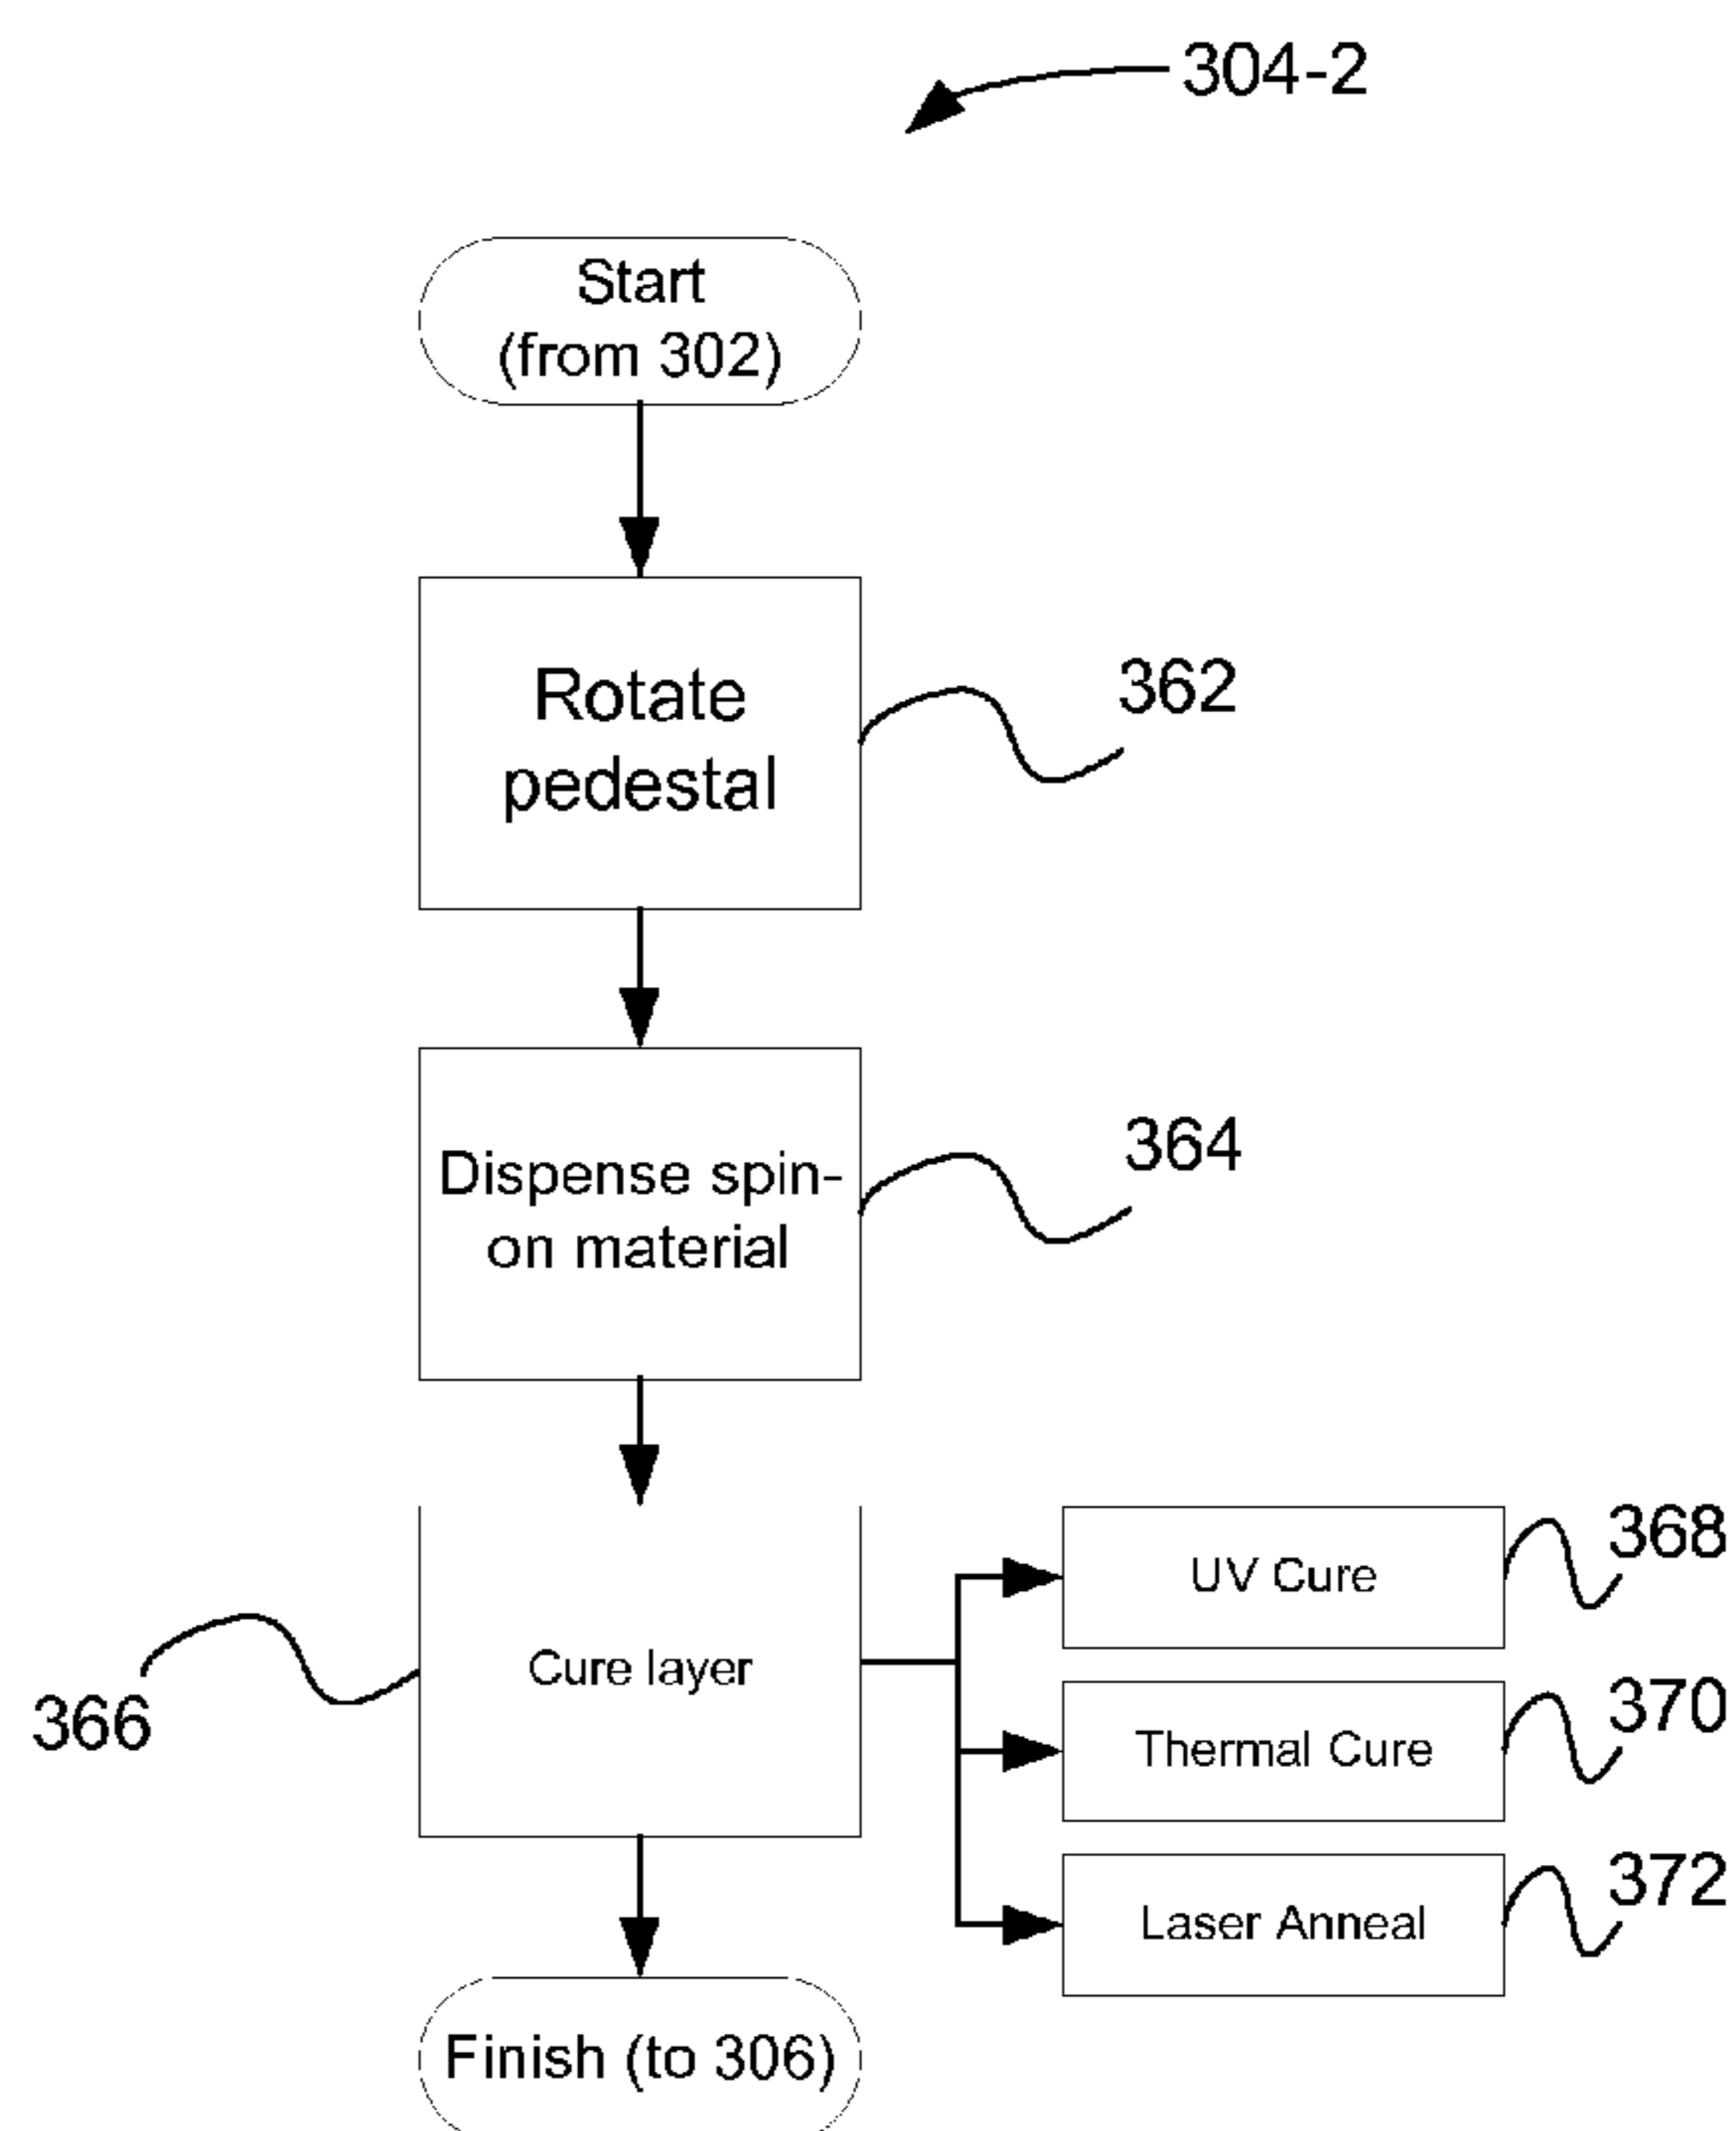 304-2
Start
(from 302)
Rotate
pedestal
362
Dispense spin-
on material
364
Cure layer
366
UV Cure
368
Thermal Cure
370
Laser Anneal
372
Finish (to 306)